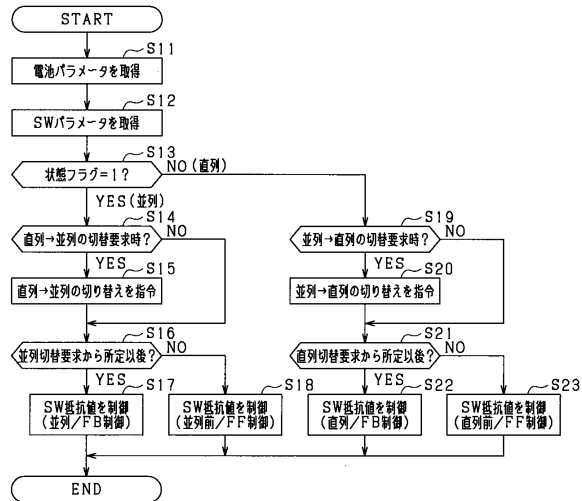 START
S11
電池パラメータを取得
S12
SWパラメータを取得
S13
状態フラグ=1?
NO(直列)
YES(並列)
S14
直列→並列の切替要求時?
NO
YES
S15
直列→並列の切り替えを指令
S19
並列→直列の切替要求時?
NO
YES
S20
並列→直列の切り替えを指令
S16
並列切替要求から所定以後?
NO
YES
S17
SW抵抗値を制御
(並列/FB制御)
S18
SW抵抗値を制御
(並列前/FF制御)
S21
直列切替要求から所定以後?
NO
YES
S22
SW抵抗値を制御
(直列/FB制御)
S23
SW抵抗値を制御
(直列前/FF制御)
END